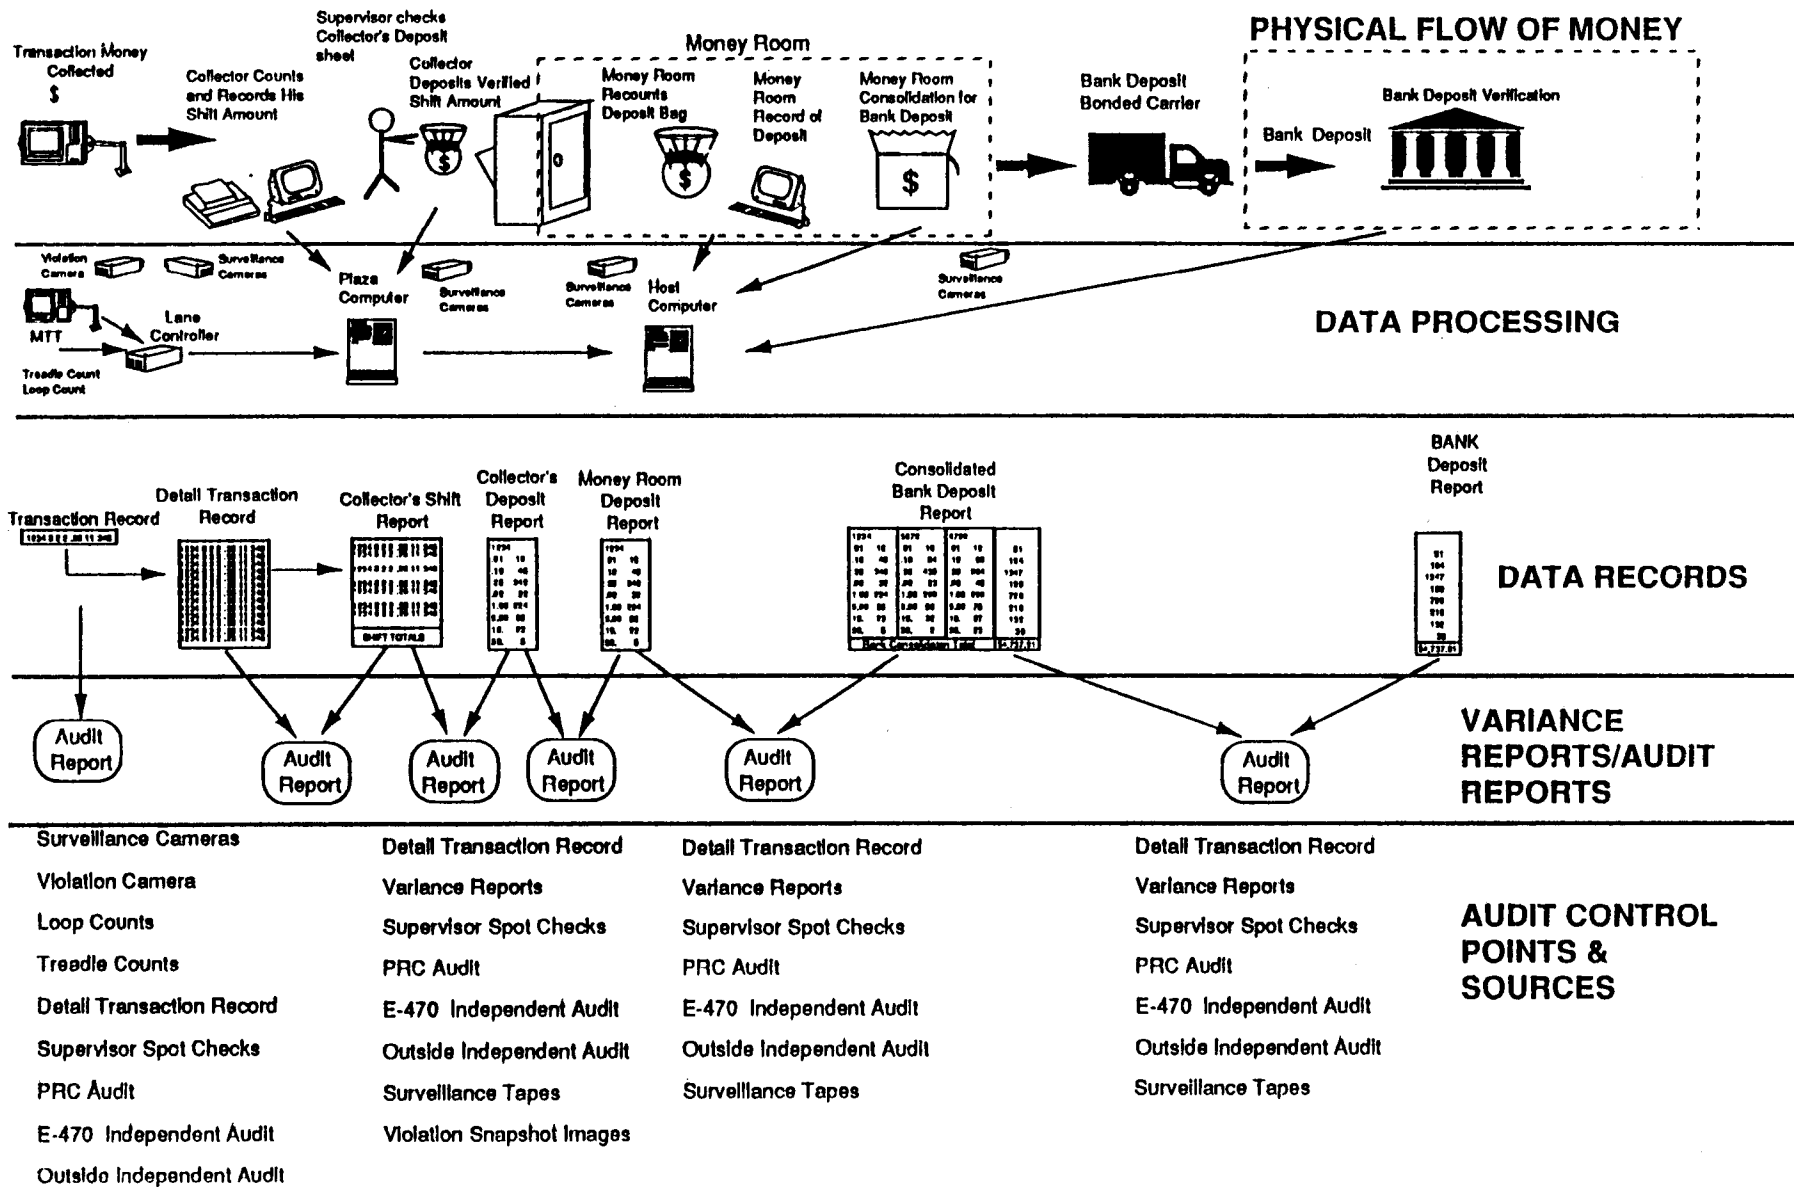 PHYSICAL FLOW OF MONEY
Transaction Money
Collected
$
Collector Counts
and Records His
Shift Amount
Supervisor checks
Collector's Deposit
sheet
Collector
Deposits Verified
Shift Amount
$
Money Room
Money Room
Recounts
Deposit Bag
$
Money
Room
Record of
Deposit
Money Room
Consolidation for
Bank Deposit
$
Bank Deposit
Bonded Carrier
Bank Deposit
Bank Deposit Verification
Violation
Camera
Surveillance
Cameras
Plaza
Computer
Surveillance
Cameras
Surveillance
Cameras
Host
Computer
Surveillance
Cameras
MTT
Lane
Controller
Treadle Count
Loop Count
DATA PROCESSING
Transaction Record
Detail Transaction
Record
Collector's Shift
Report
SHIFT TOTALS
Collector's
Deposit
Report
Money Room
Deposit
Report
Consolidated
Bank Deposit
Report
Bank Consolidation Total
BANK
Deposit
Report
DATA RECORDS
Audit
Report
Audit
Report
Audit
Report
Audit
Report
Audit
Report
Audit
Report
VARIANCE
REPORTS/AUDIT
REPORTS
Surveillance Cameras
Violation Camera
Loop Counts
Treadle Counts
Detail Transaction Record
Supervisor Spot Checks
PRC Audit
E-470 Independent Audit
Outside Independent Audit
Detail Transaction Record
Variance Reports
Supervisor Spot Checks
PRC Audit
E-470 Independent Audit
Outside Independent Audit
Surveillance Tapes
Violation Snapshot Images
Detail Transaction Record
Variance Reports
Supervisor Spot Checks
PRC Audit
E-470 Independent Audit
Outside Independent Audit
Surveillance Tapes
Detail Transaction Record
Variance Reports
Supervisor Spot Checks
PRC Audit
E-470 Independent Audit
Outside Independent Audit
Surveillance Tapes
AUDIT CONTROL
POINTS &
SOURCES